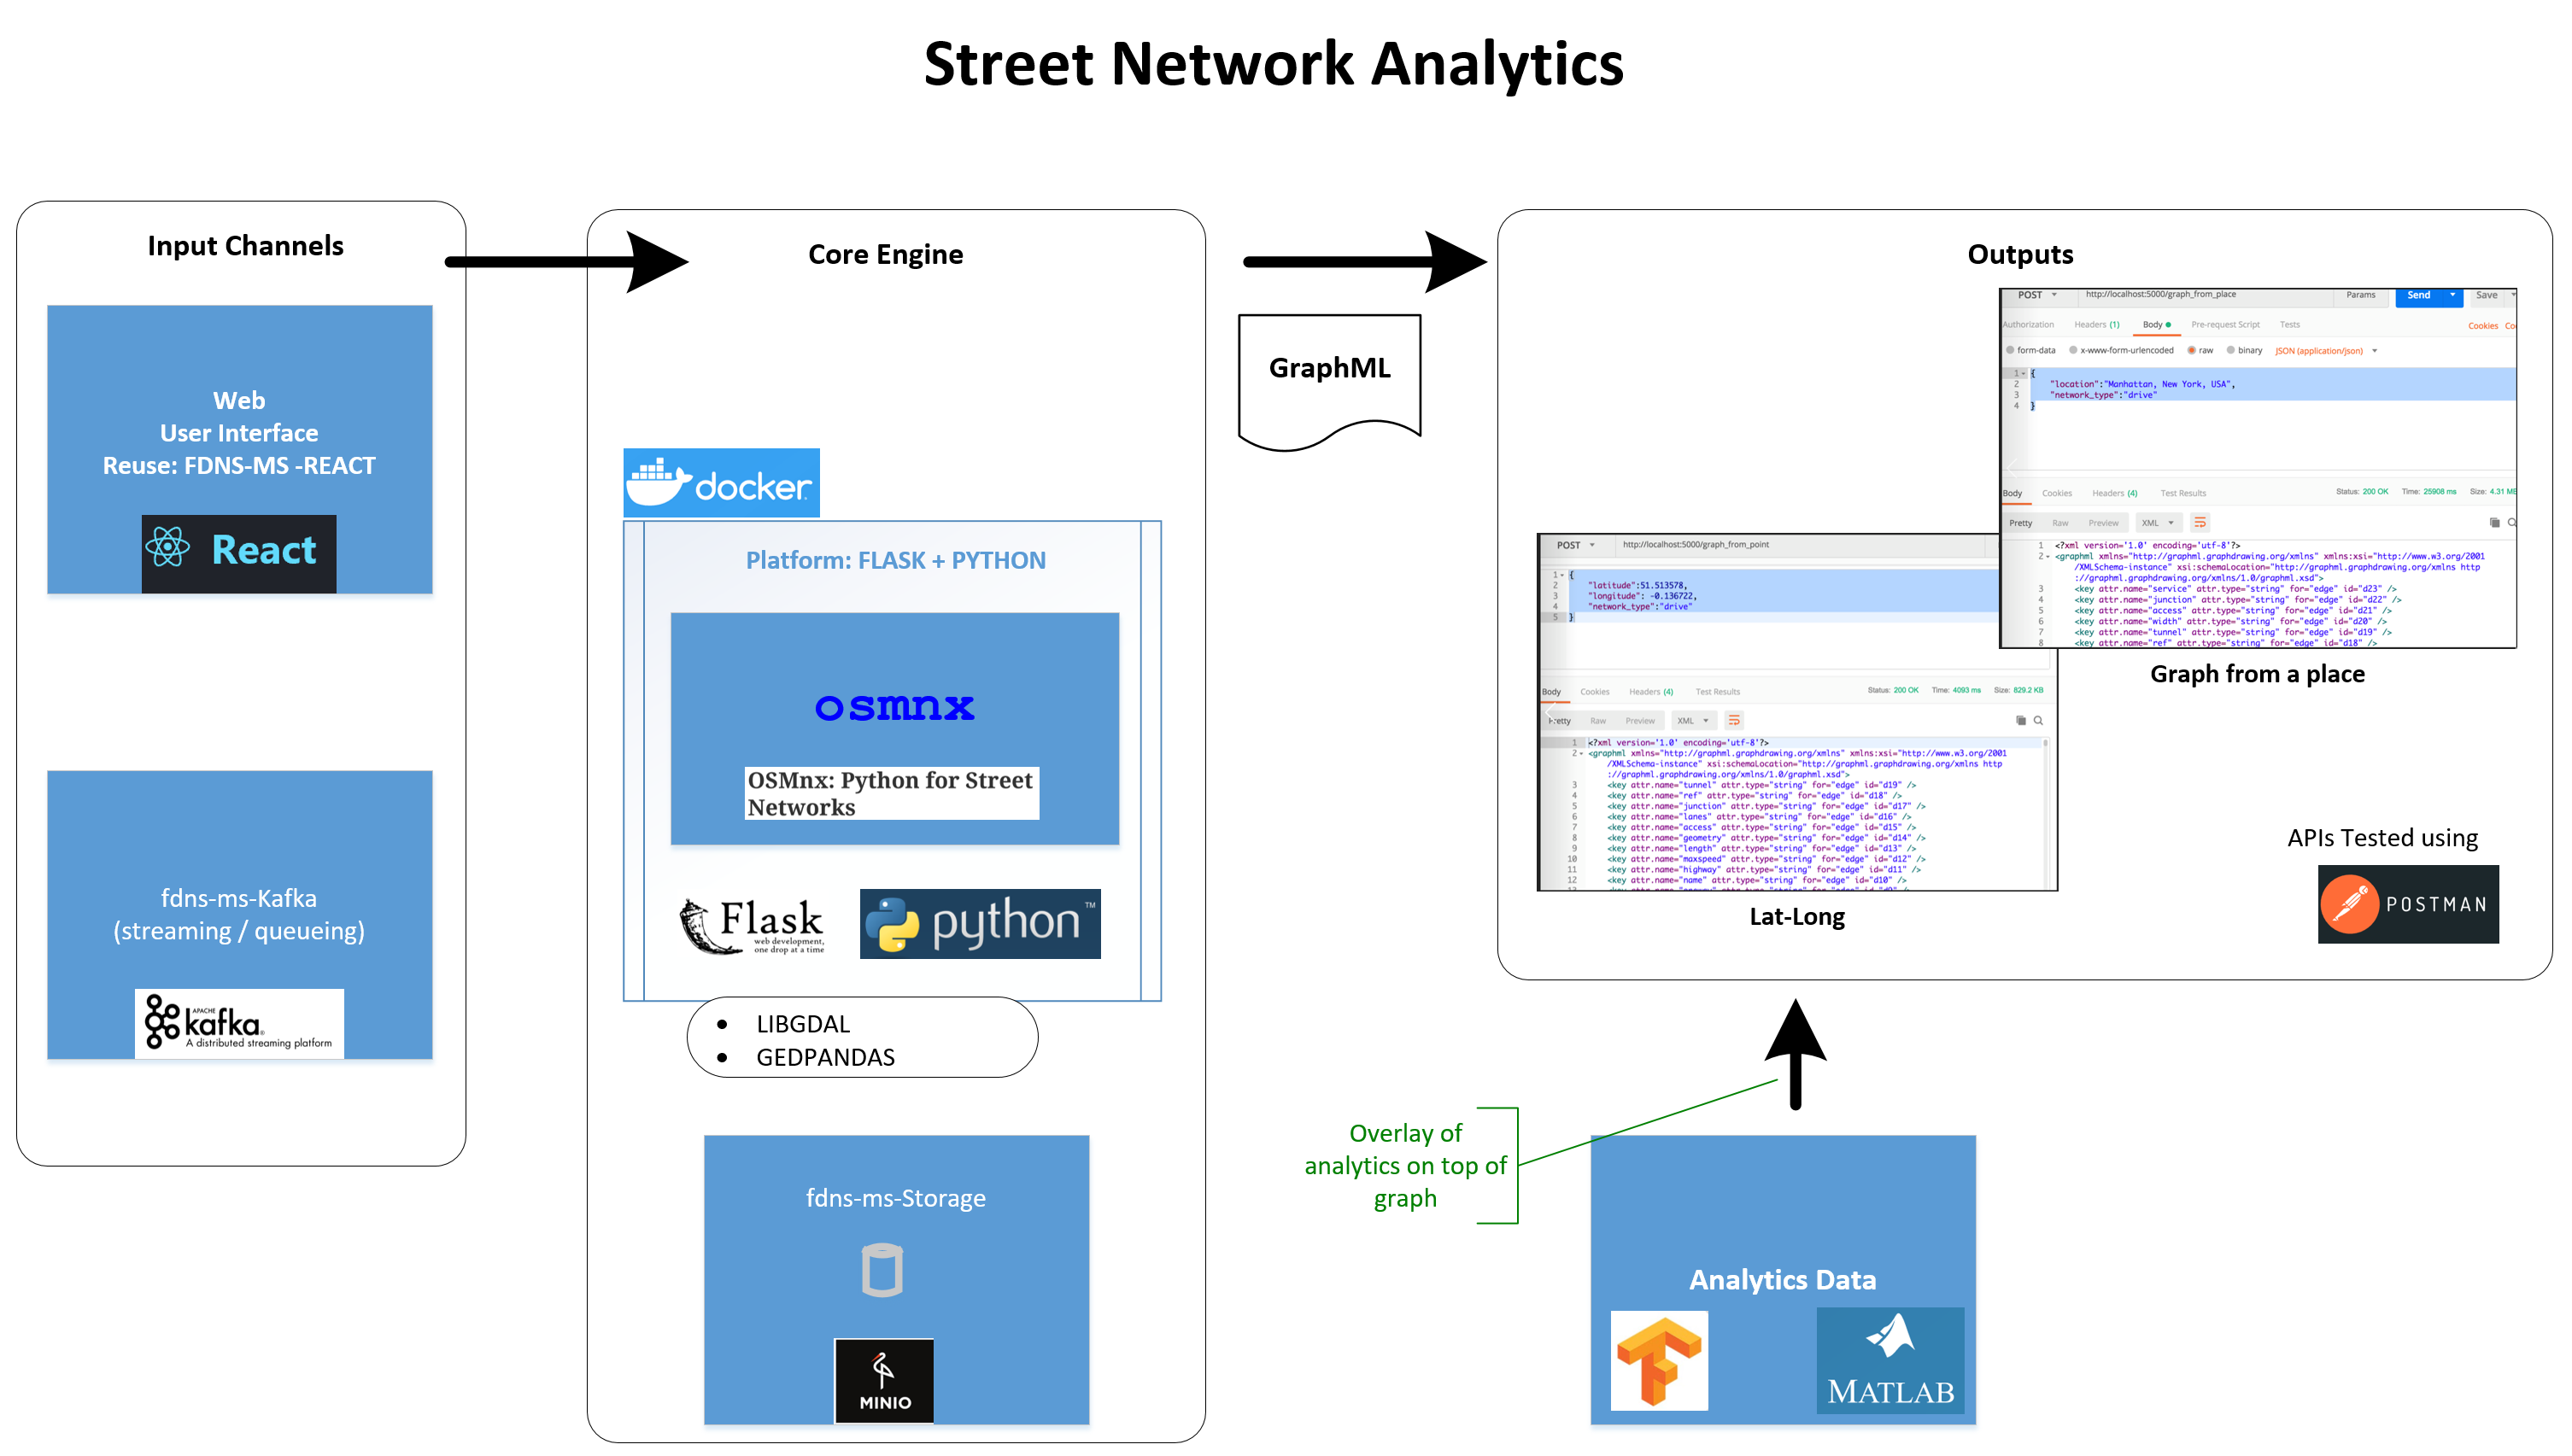 Street Network Analytics
Input Channels
Web
User Interface
Reuse: FDNS-MS -REACT
React
fdns-ms-Kafka
(streaming / queueing)
APACHE
kafka®
A distributed streaming platform
Core Engine
docker
Platform: FLASK + PYTHON
osmnx
OSMnx: Python for Street
Networks
Flask
web development,
one drop at a time
python™
LIBGDAL
GEDPANDAS
fdns-ms-Storage
MINIO
GraphML
Outputs
POST http://localhost:5000/graph_from_place Params Send Save
Authorization Headers (1) Body Pre-request Script Tests Cookies
form-data x-www-form-urlencoded raw binary JSON (application/json)
1 {
2 "location":"Manhattan, New York, USA",
3 "network_type":"drive"
4 }
Body Cookies Headers (4) Test Results Status: 200 OK Time: 25908 ms Size: 4.31 MB
Pretty Raw Preview XML
1 <?xml version='1.0' encoding='utf-8'?>
2 <graphml xmlns="http://graphml.graphdrawing.org/xmlns" xmlns:xsi="http://www.w3.org/2001
/XMLSchema-instance" xsi:schemaLocation="http://graphml.graphdrawing.org/xmlns http
://graphml.graphdrawing.org/xmlns/1.0/graphml.xsd">
3 <key attr.name="service" attr.type="string" for="edge" id="d23" />
4 <key attr.name="junction" attr.type="string" for="edge" id="d22" />
5 <key attr.name="access" attr.type="string" for="edge" id="d21" />
6 <key attr.name="width" attr.type="string" for="edge" id="d20" />
7 <key attr.name="tunnel" attr.type="string" for="edge" id="d19" />
8 <key attr.name="ref" attr.type="string" for="edge" id="d18" />
Graph from a place
POST http://localhost:5000/graph_from_point
1 {
2 "latitude":51.513578,
3 "longitude": -0.136722,
4 "network_type":"drive"
5 }
Body Cookies Headers (4) Test Results Status: 200 OK Time: 4093 ms Size: 829.2 KB
Pretty Raw Preview XML
1 <?xml version='1.0' encoding='utf-8'?>
2 <graphml xmlns="http://graphml.graphdrawing.org/xmlns" xmlns:xsi="http://www.w3.org/2001
/XMLSchema-instance" xsi:schemaLocation="http://graphml.graphdrawing.org/xmlns http
://graphml.graphdrawing.org/xmlns/1.0/graphml.xsd">
3 <key attr.name="tunnel" attr.type="string" for="edge" id="d19" />
4 <key attr.name="ref" attr.type="string" for="edge" id="d18" />
5 <key attr.name="junction" attr.type="string" for="edge" id="d17" />
6 <key attr.name="lanes" attr.type="string" for="edge" id="d16" />
7 <key attr.name="access" attr.type="string" for="edge" id="d15" />
8 <key attr.name="geometry" attr.type="string" for="edge" id="d14" />
9 <key attr.name="length" attr.type="string" for="edge" id="d13" />
10 <key attr.name="maxspeed" attr.type="string" for="edge" id="d12" />
11 <key attr.name="highway" attr.type="string" for="edge" id="d11" />
12 <key attr.name="name" attr.type="string" for="edge" id="d10" />
Lat-Long
APIs Tested using
POSTMAN
Overlay of
analytics on top of
graph
Analytics Data
MATLAB